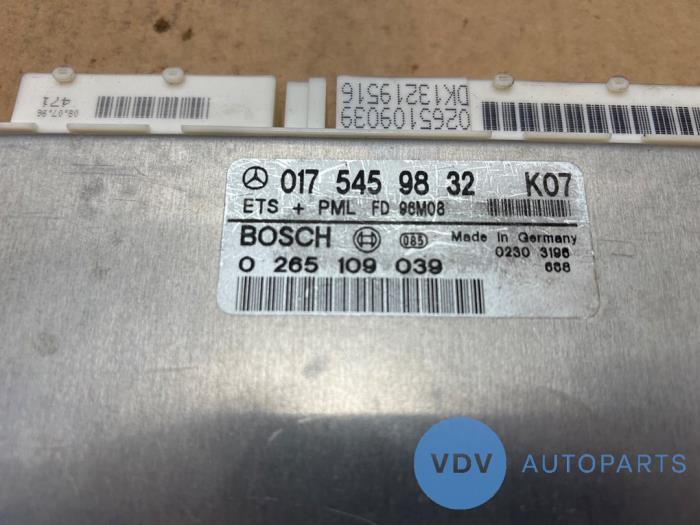 08.07.96
471
0265109039
DK13219516
017 545 98 32 K07
ETS + PML FD 96M08
BOSCH 085 Made in Germany
0230 3196
0 265 109 039 668
VDV AUTOPARTS